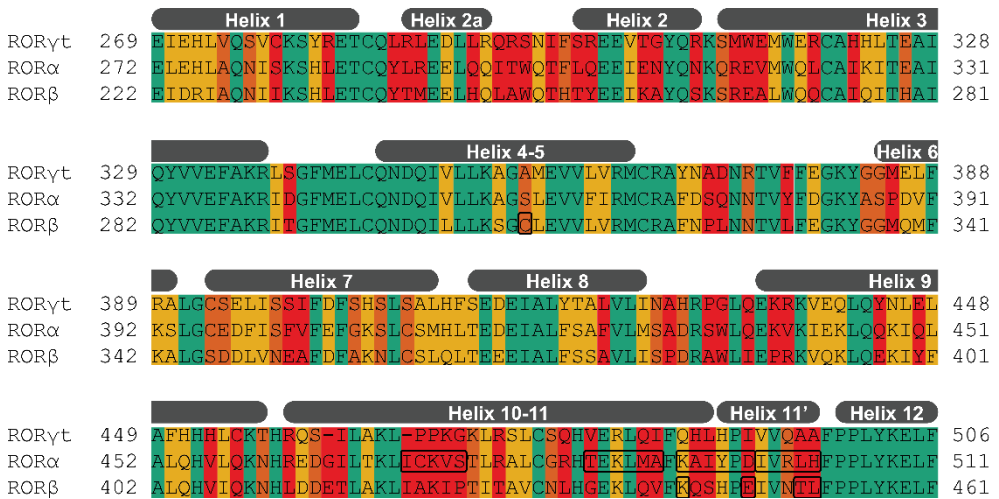 Helix 1 Helix 2a Helix 2 Helix 3
RORγt 269 EIEHLVQSVCKSYRETCQLRLEDLLRQRSNIFSREEVTGYQRKSMWEMWERCAHHLTEAI 328
RORα 272 ELEHLAQNISKSHLETCQYLREELQQITWQTFLQEEIENYQNKQREVMWQLCAIKITEAI 331
RORβ 222 EIDRIAQNIIKSHLETCQYTMEELHQLAWQTHTYEEIKAYQSKSREALWQQCAIQITHAI 281
Helix 4-5 Helix 6
RORγt 329 QYVVEFAKRLSGFMELCQNDQIVLLKAGAMEVVLVRMCRAYNADNRTVFFEGKYGGMELF 388
RORα 332 QYVVEFAKRIDGFMELCQNDQIVLLKAGSLEVVFIRMCRAFDSQNNTVYFDGKYASPDVF 391
RORβ 282 QYVVEFAKRITGFMELCQNDQILLLKSGCLEVVLVRMCRAFNPLNNTVLFEGKYGGMQMF 341
Helix 7 Helix 8 Helix 9
RORγt 389 RALGCSELISSIFDFSHSLSALHFSEDEIALYTALVLINAHRPGLQEKRKVEQLQYNLEL 448
RORα 392 KSLGCEDFISFVFEFGKSLCSMHLTEDEIALFSAFVLMSADRSWLQEKVKIEKLQQKIQL 451
RORβ 342 KALGSDDLVNEAFDFAKNLCSLQLTEEEIALFSSAVLISPDRAWLIEPRKVQKLQEKIYF 401
Helix 10-11 Helix 11’ Helix 12
RORγt 449 AFHHHLCKTHRQS-ILAKL-PPKGKLRSLCSQHVERLQIFQHLHPIVVQAAFPPLYKELF 506
RORα 452 ALQHVLQKNHREDGILTKLICKVSTLRALCGRHTEKLMAFKAIYPDIVRLHFPPLYKELF 511
RORβ 402 ALQHVIQKNHLDDETLAKLIAKIPTITAVCNLHGEKLQVFKQSHPEIVNTLFPPLYKELF 461